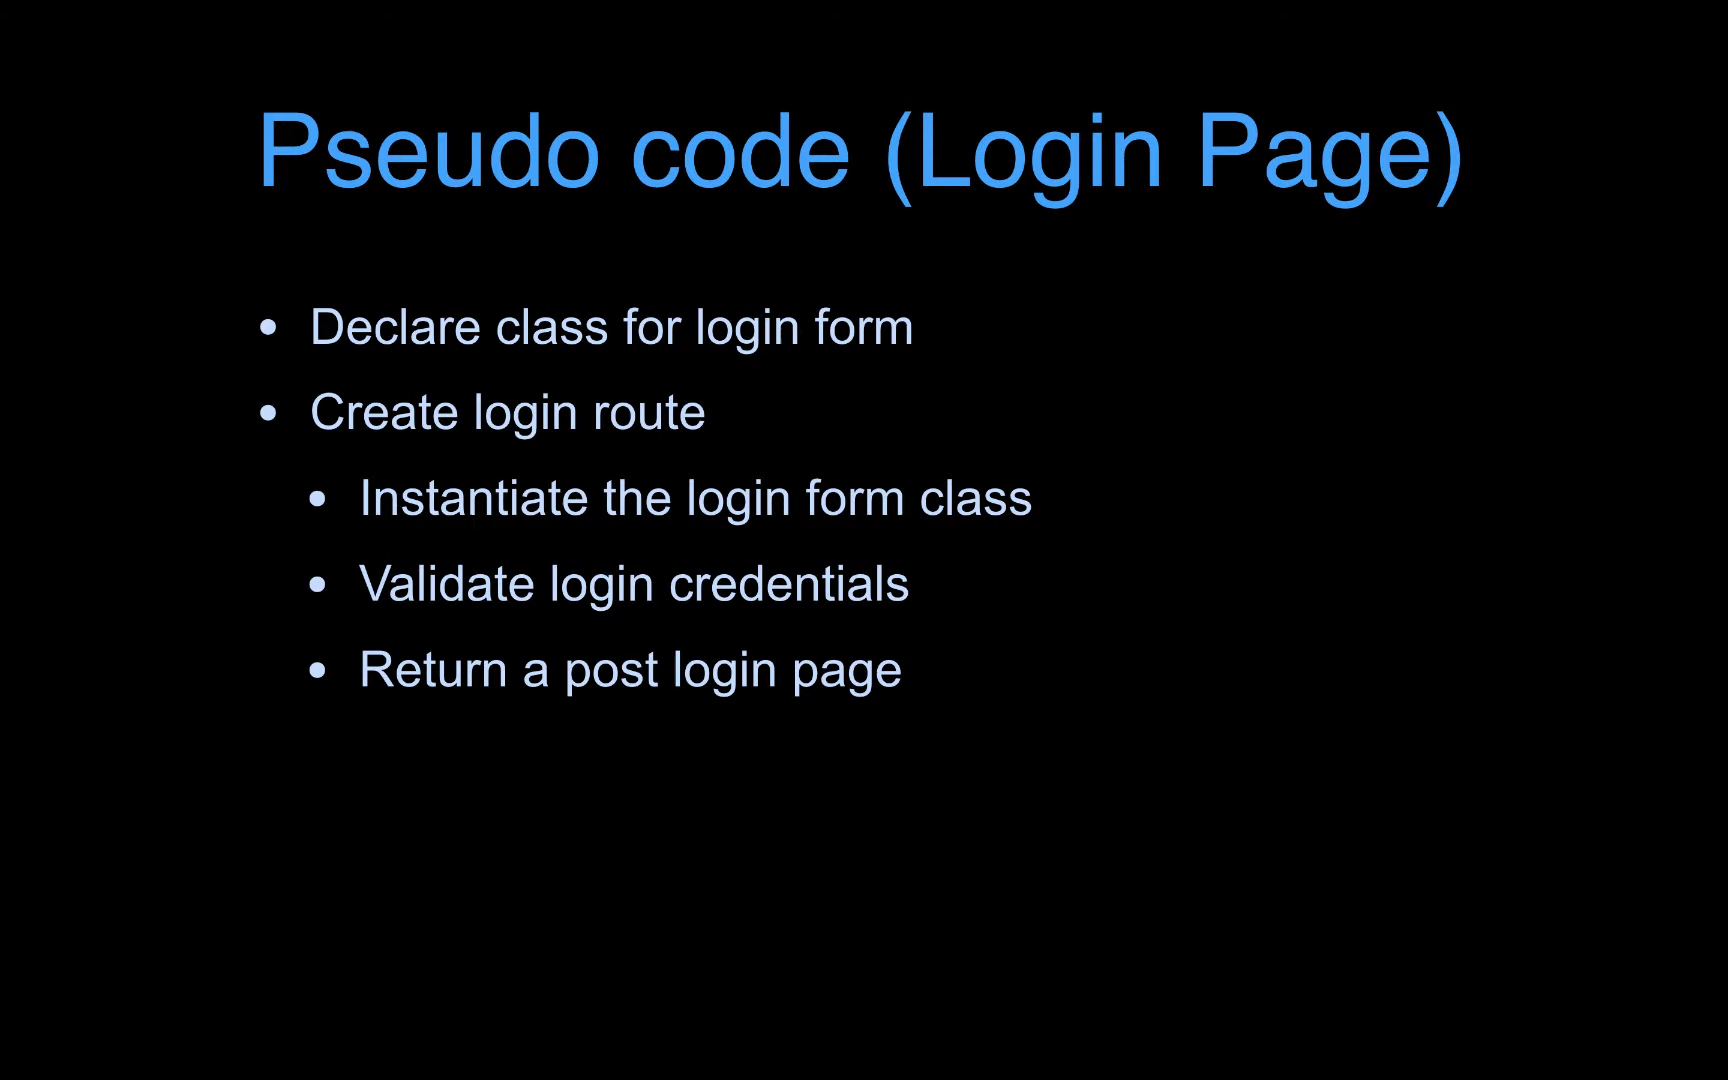 Pseudo code (Login Page)
• Declare class for login form
• Create login route
• Instantiate the login form class
• Validate login credentials
• Return a post login page